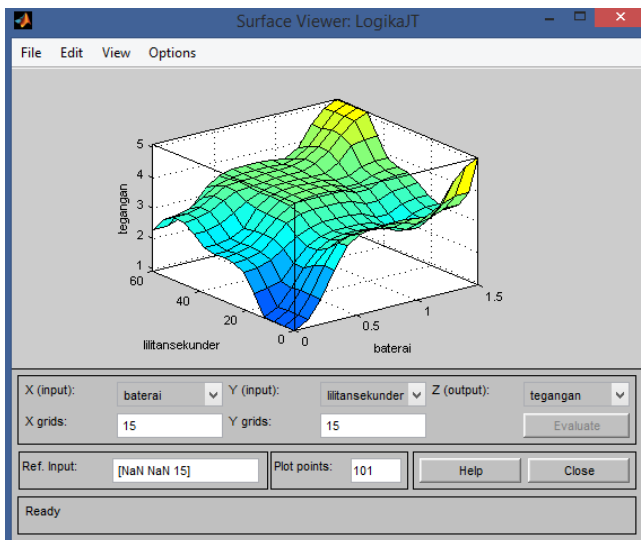 Surface Viewer: LogikaJT
File Edit View Options
5
4
3
2
1
tegangan
60
40
20
0
lilitansekunder
0
0.5
1
1.5
baterai
X (input): baterai Y (input): lilitansekunder Z (output): tegangan
X grids: 15 Y grids: 15 Evaluate
Ref. Input: [NaN NaN 15] Plot points: 101 Help Close
Ready